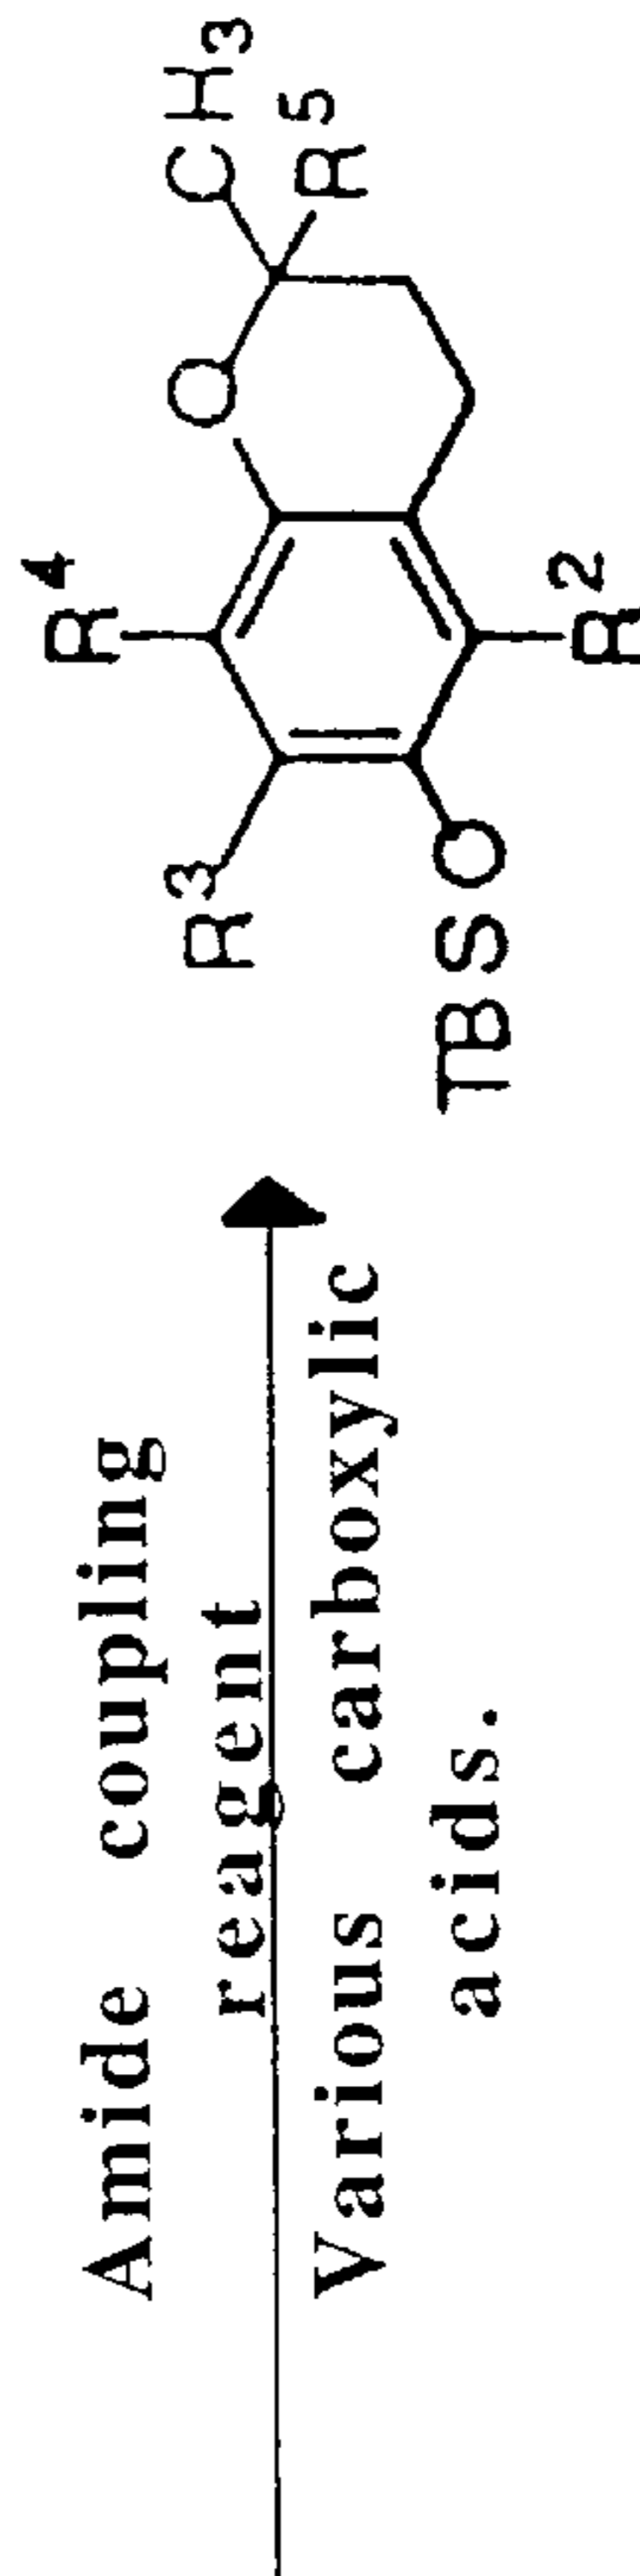 Amide coupling
reagent
Various carboxylic
acids.
R4
R3
O
CH3
R5
TBSO
R2